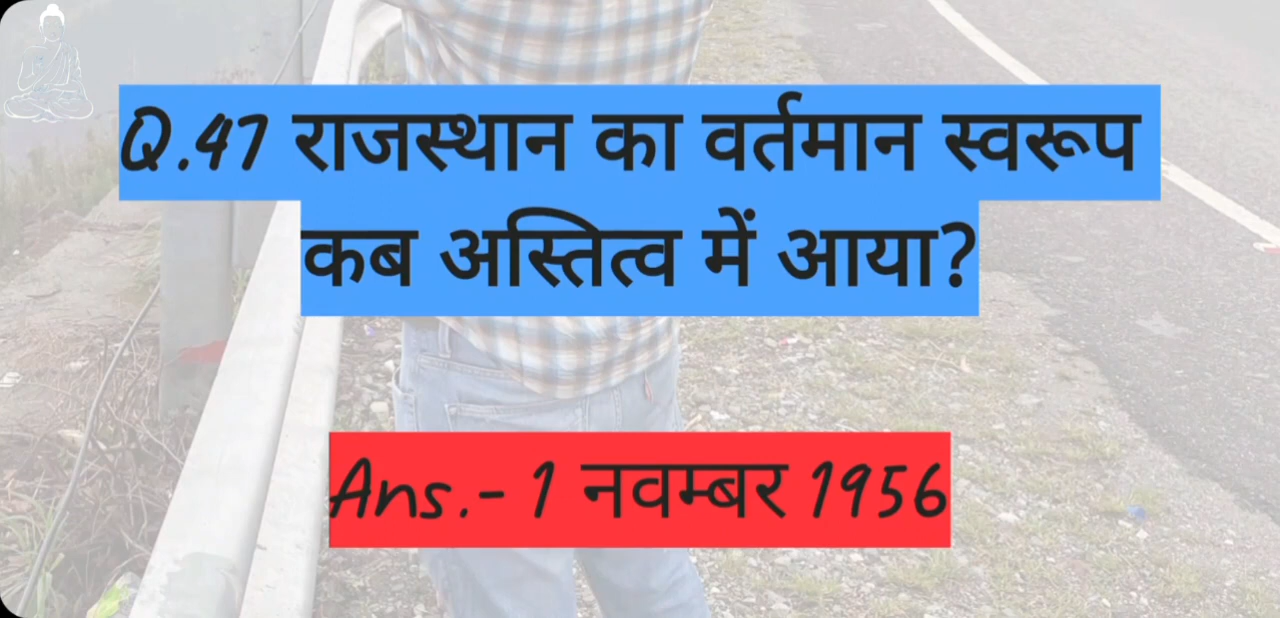 Q.47 राजस्थान का वर्तमान स्वरूप
कब अस्तित्व में आया?
Ans.- 1 नवम्बर 1956